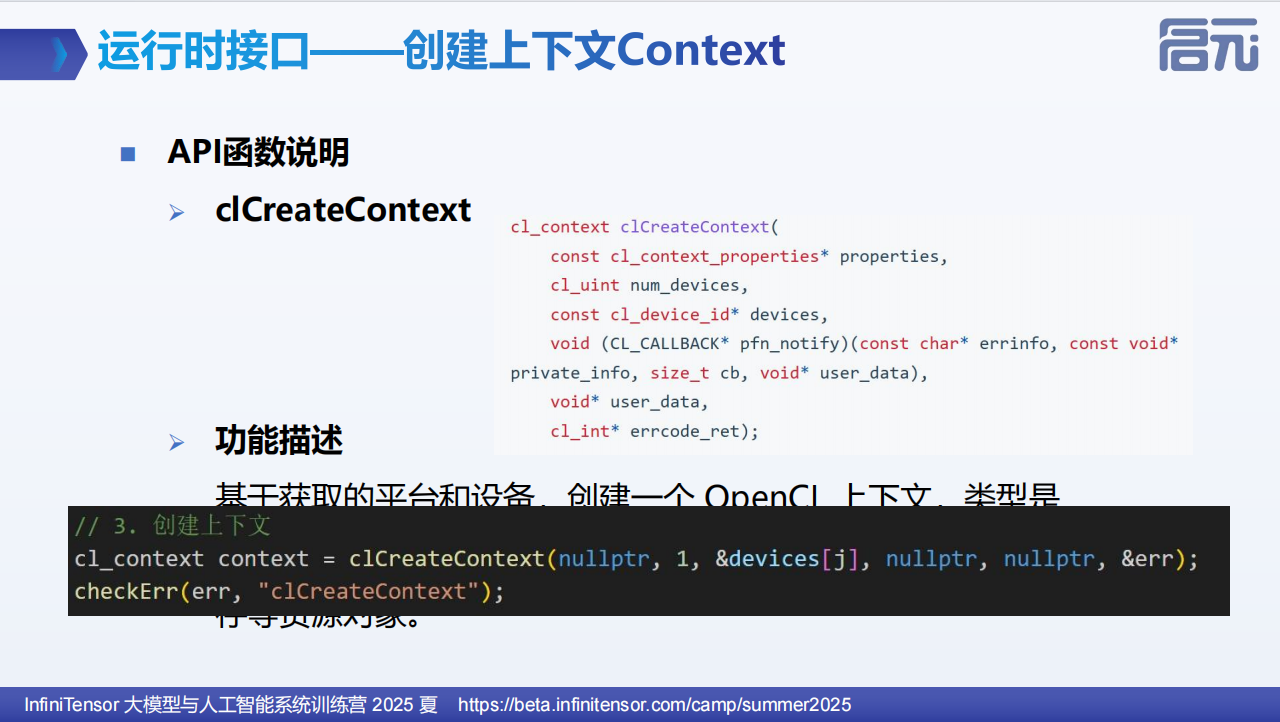 运行时接口——创建上下文Context
启元
API函数说明
clCreateContext
cl_context clCreateContext(
const cl_context_properties* properties,
cl_uint num_devices,
const cl_device_id* devices,
void (CL_CALLBACK* pfn_notify)(const char* errinfo, const void*
private_info, size_t cb, void* user_data),
void* user_data,
cl_int* errcode_ret);
功能描述
基于获取的平台和设备，创建一个 OpenCL 上下文，类型是
// 3. 创建上下文
cl_context context = clCreateContext(nullptr, 1, &devices[j], nullptr, nullptr, &err);
checkErr(err, "clCreateContext");
存等资源对象。
InfiniTensor 大模型与人工智能系统训练营 2025 夏 https://beta.infinitensor.com/camp/summer2025